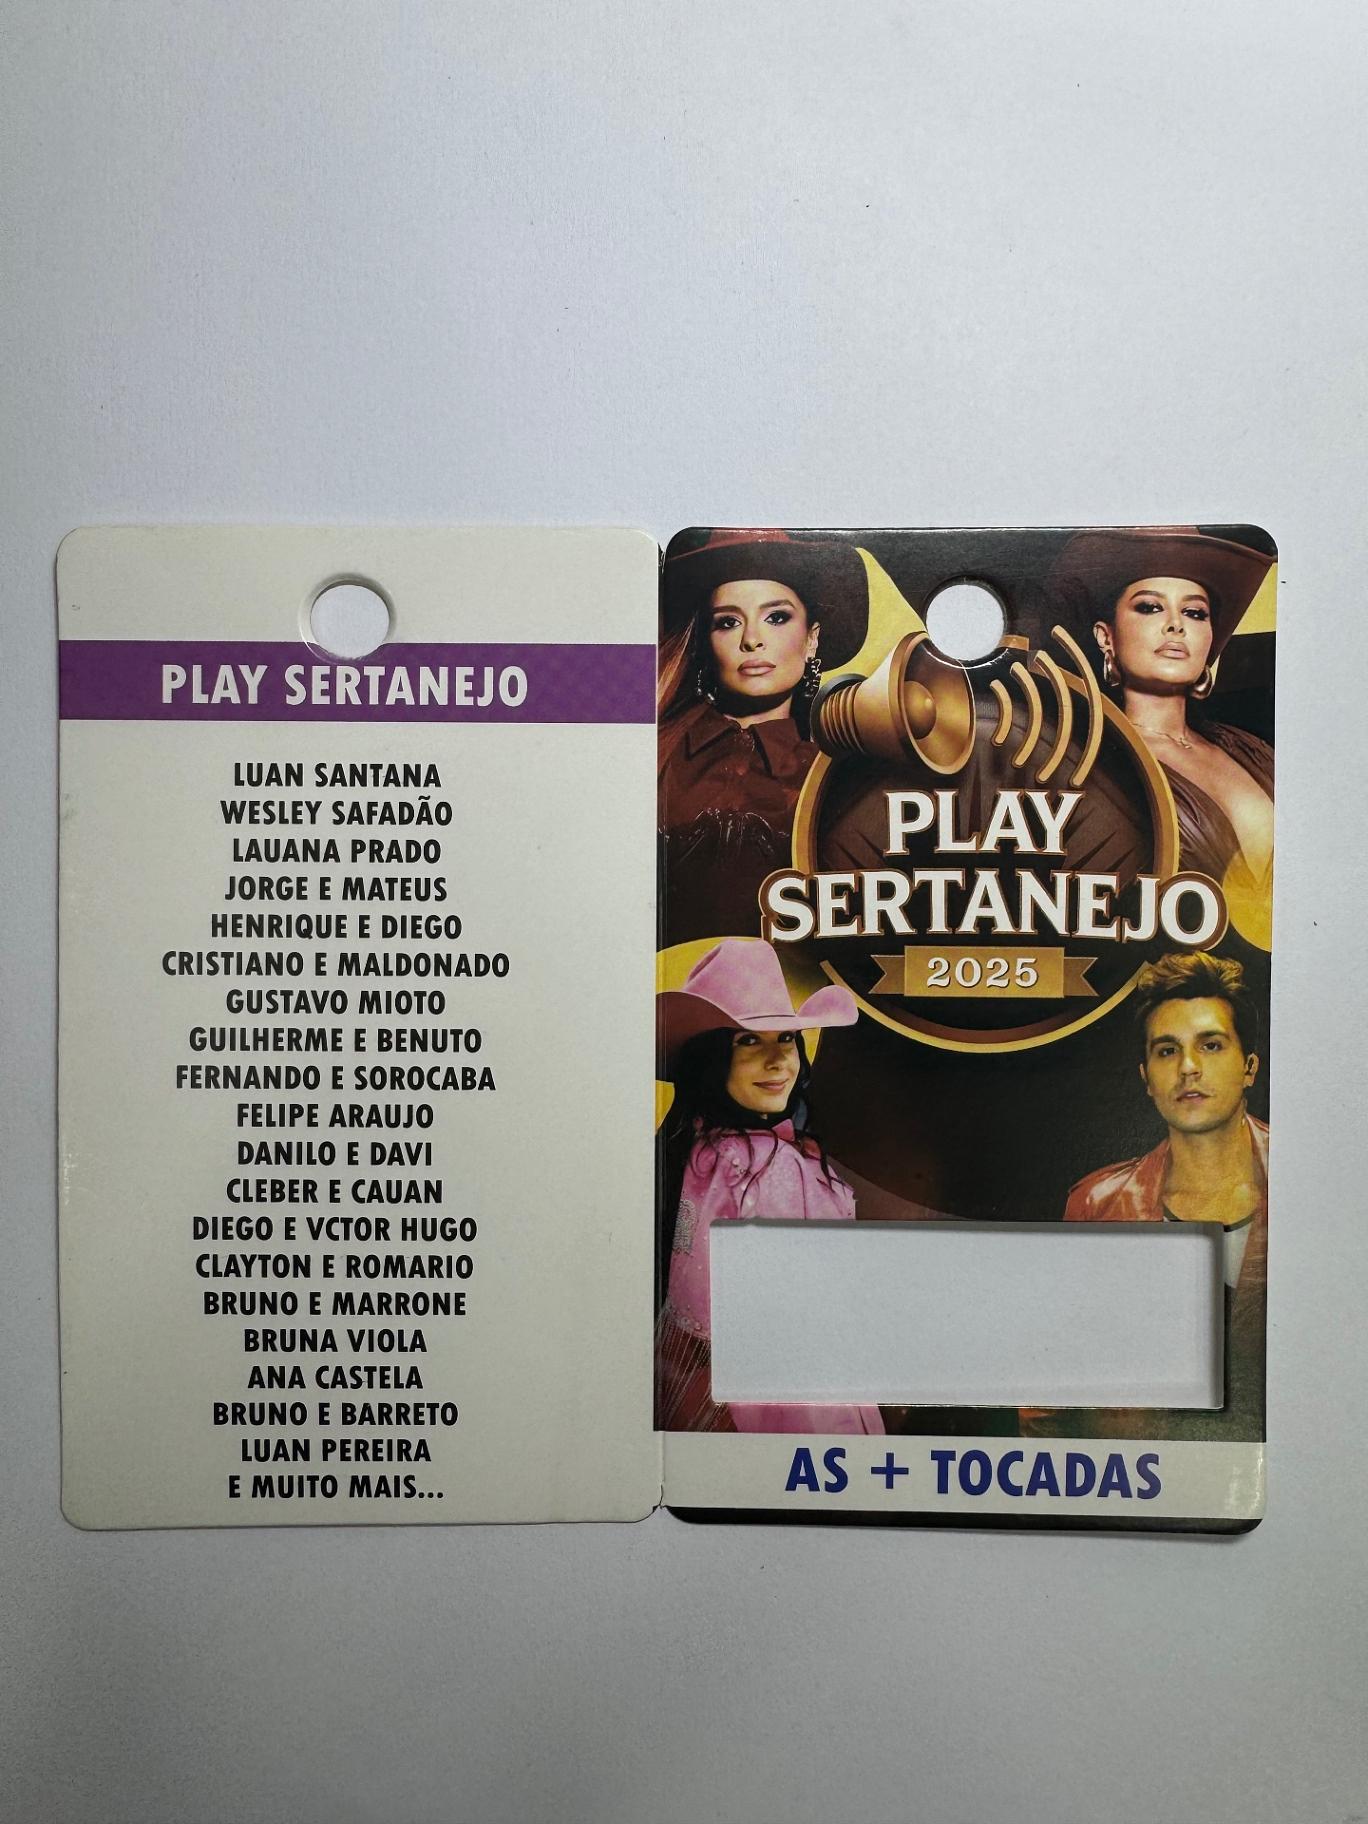 PLAY SERTANEJO
LUAN SANTANA
WESLEY SAFADÃO
LAUANA PRADO
JORGE E MATEUS
HENRIQUE E DIEGO
CRISTIANO E MALDONADO
GUSTAVO MIOTO
GUILHERME E BENUTO
FERNANDO E SOROCABA
FELIPE ARAUJO
DANILO E DAVI
CLEBER E CAUAN
DIEGO E VCTOR HUGO
CLAYTON E ROMARIO
BRUNO E MARRONE
BRUNA VIOLA
ANA CASTELA
BRUNO E BARRETO
LUAN PEREIRA
E MUITO MAIS...
PLAY
SERTANEJO
2025
AS + TOCADAS